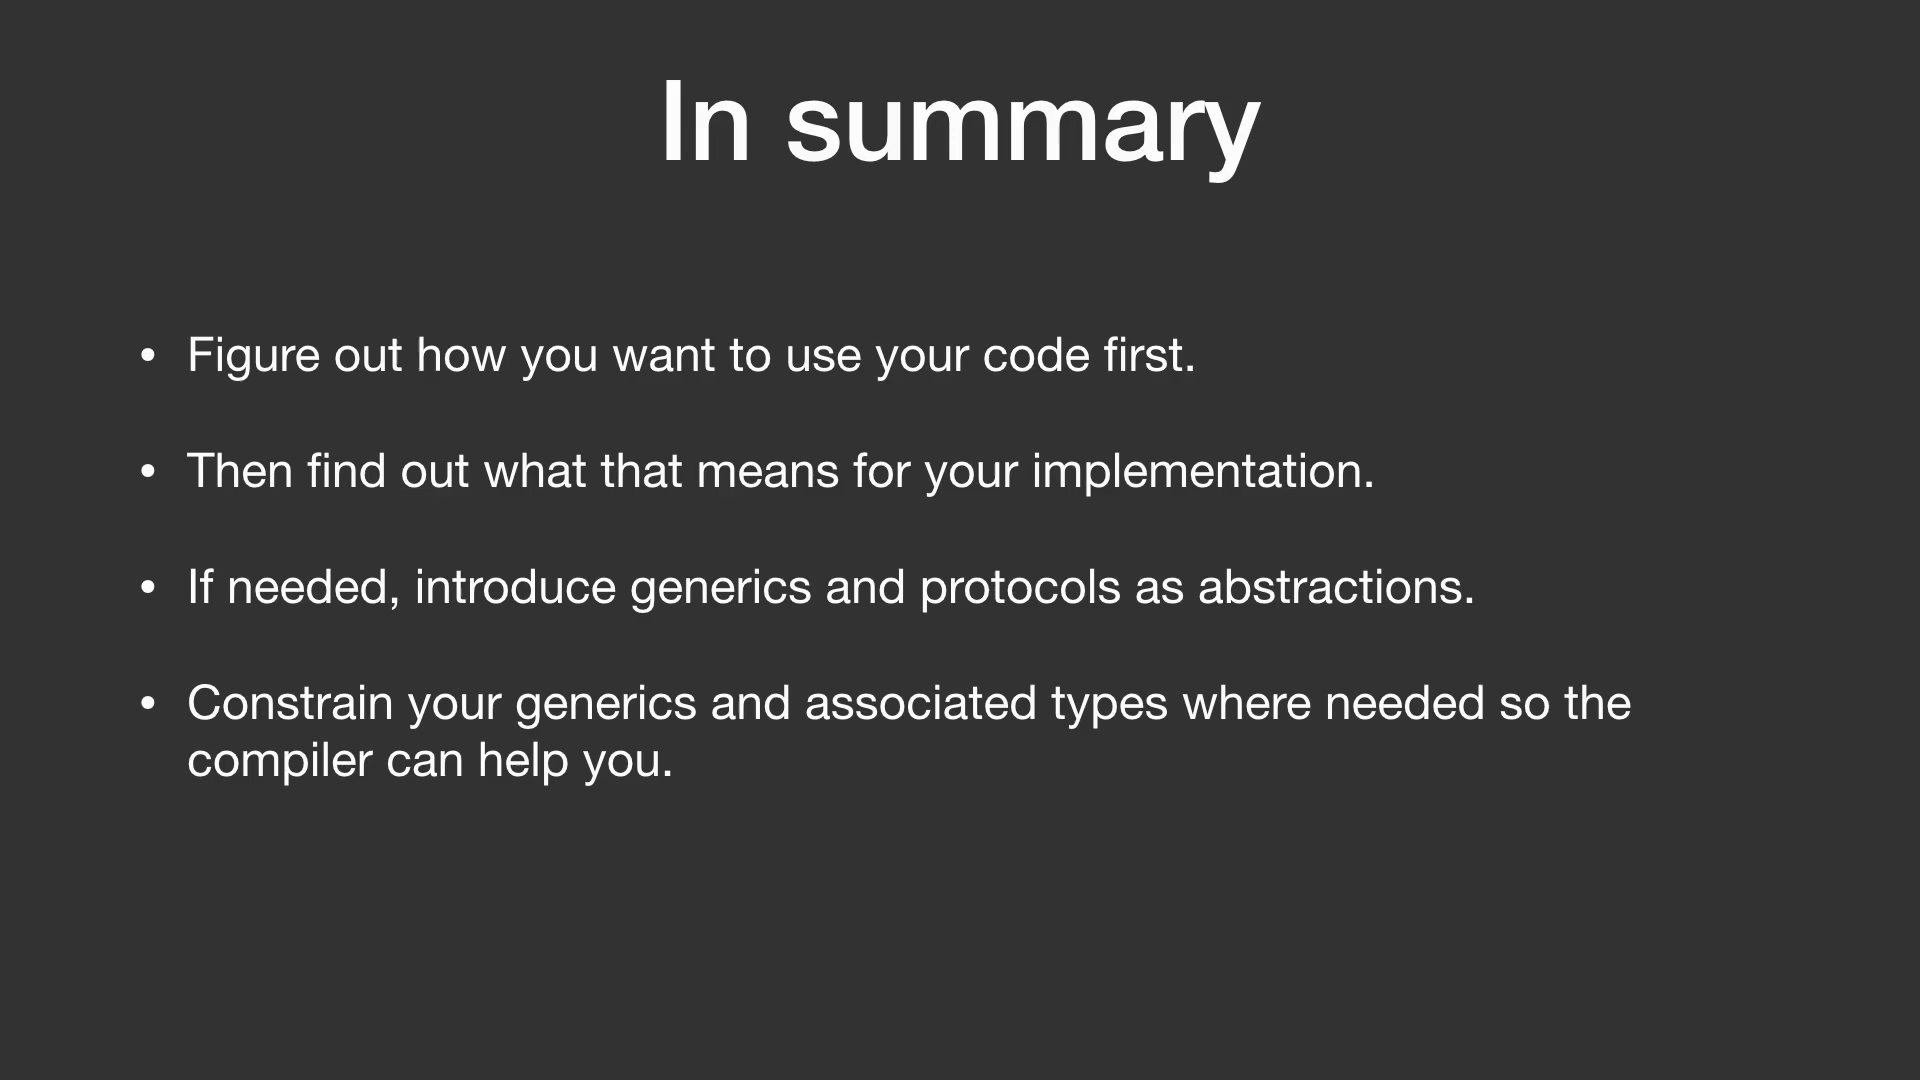 In summary
• Figure out how you want to use your code first.
• Then find out what that means for your implementation.
• If needed, introduce generics and protocols as abstractions.
• Constrain your generics and associated types where needed so the
compiler can help you.